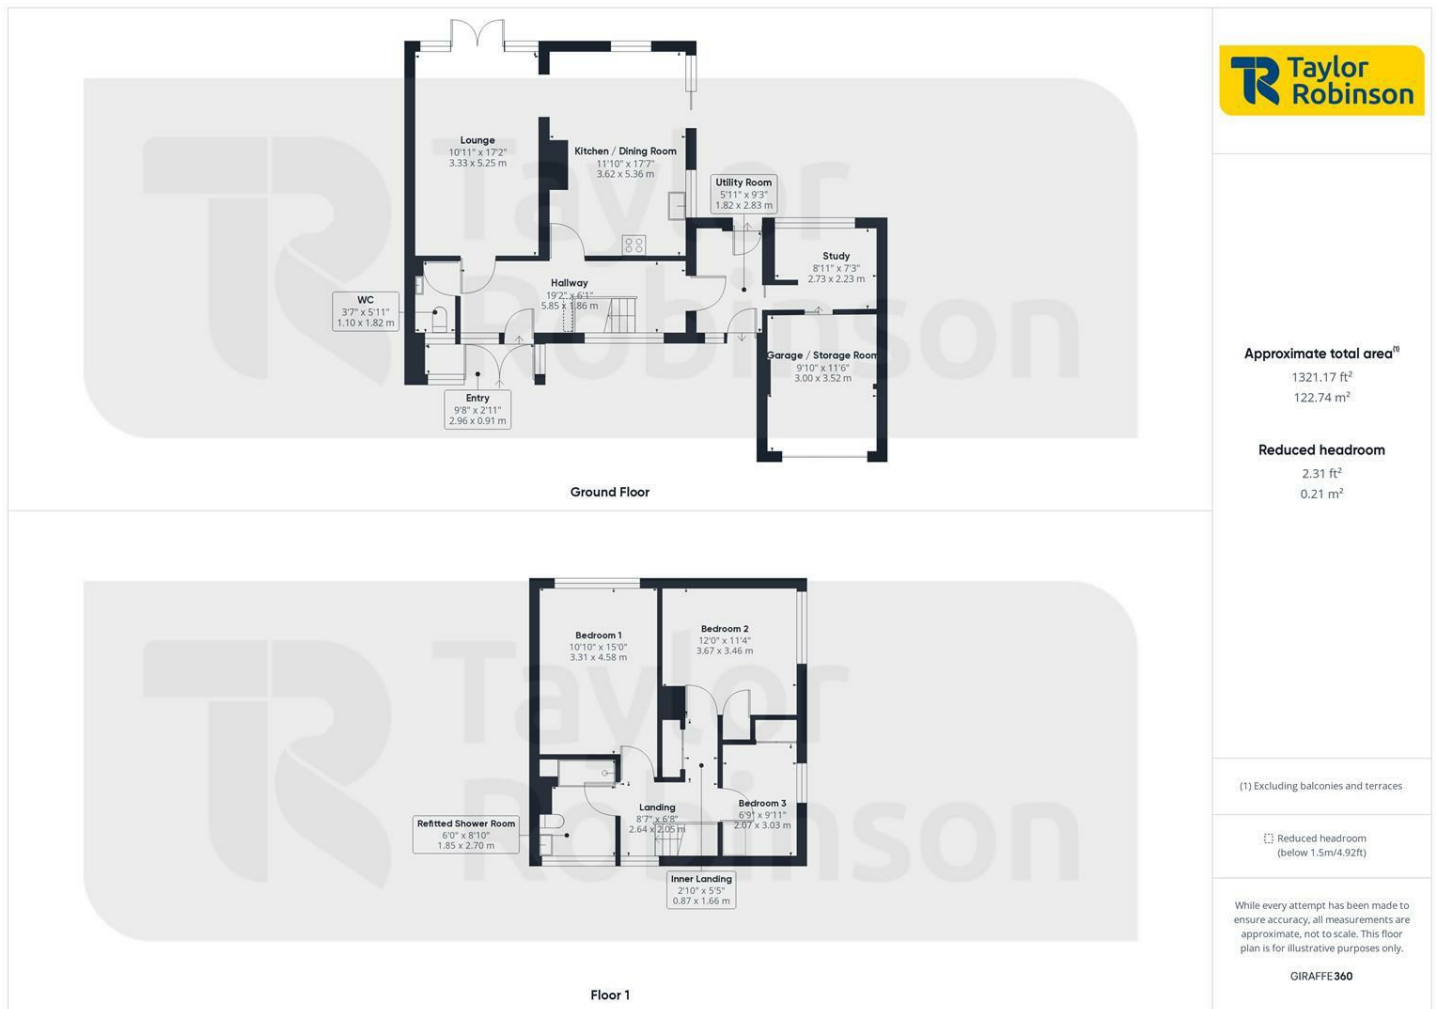 Taylor
Robinson
Lounge
10'11" x 17'2"
3.33 x 5.25 m
Kitchen / Dining Room
11'10" x 17'7"
3.62 x 5.36 m
Utility Room
5'11" x 9'3"
1.82 x 2.83 m
Study
8'11" x 7'3"
2.73 x 2.23 m
Hallway
19'2" x 6'1"
5.85 x 1.86 m
WC
3'7" x 5'11"
1.10 x 1.82 m
Garage / Storage Room
9'10" x 11'6"
3.00 x 3.52 m
Entry
9'8" x 2'11"
2.96 x 0.91 m
Ground Floor
Taylor
Robinson
Bedroom 1
10'10" x 15'0"
3.31 x 4.58 m
Bedroom 2
12'0" x 11'4"
3.67 x 3.46 m
Landing
8'7" x 6'8"
2.64 x 2.05 m
Bedroom 3
6'9" x 9'11"
2.07 x 3.03 m
Refitted Shower Room
6'0" x 8'10"
1.85 x 2.70 m
Inner Landing
2'10" x 5'5"
0.87 x 1.66 m
Floor 1
Taylor
Robinson
Approximate total area(1)
1321.17 ft²
122.74 m²
Reduced headroom
2.31 ft²
0.21 m²
(1) Excluding balconies and terraces
Reduced headroom
(below 1.5m/4.92ft)
While every attempt has been made to
ensure accuracy, all measurements are
approximate, not to scale. This floor
plan is for illustrative purposes only.
GIRAFFE360